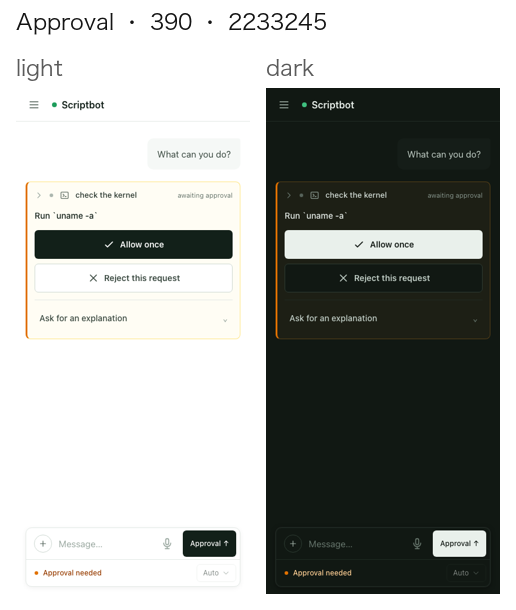 Approval · 390 · 2233245
light
dark
Scriptbot
What can you do?
check the kernel
awaiting approval
Run `uname -a`
Allow once
Reject this request
Ask for an explanation
Message...
Approval ↑
Approval needed
Auto
Scriptbot
What can you do?
check the kernel
awaiting approval
Run `uname -a`
Allow once
Reject this request
Ask for an explanation
Message...
Approval ↑
Approval needed
Auto